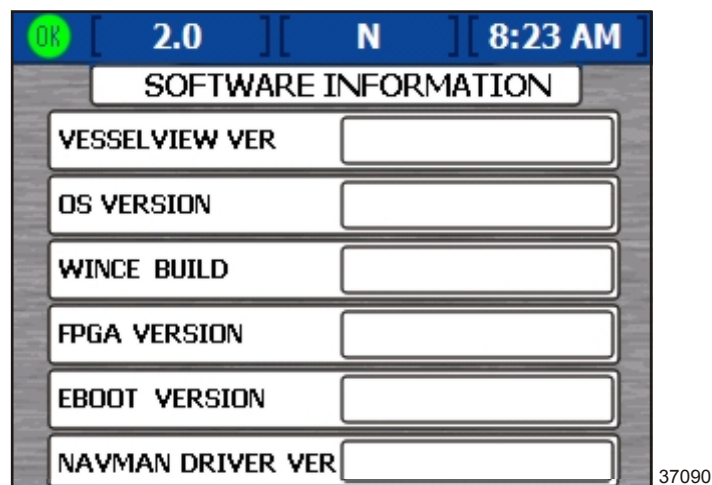 OK [ 2.0 ][ N ][ 8:23 AM ]
SOFTWARE INFORMATION
VESSELVIEW VER
OS VERSION
WINCE BUILD
FPGA VERSION
EBOOT VERSION
NAVMAN DRIVER VER
37090